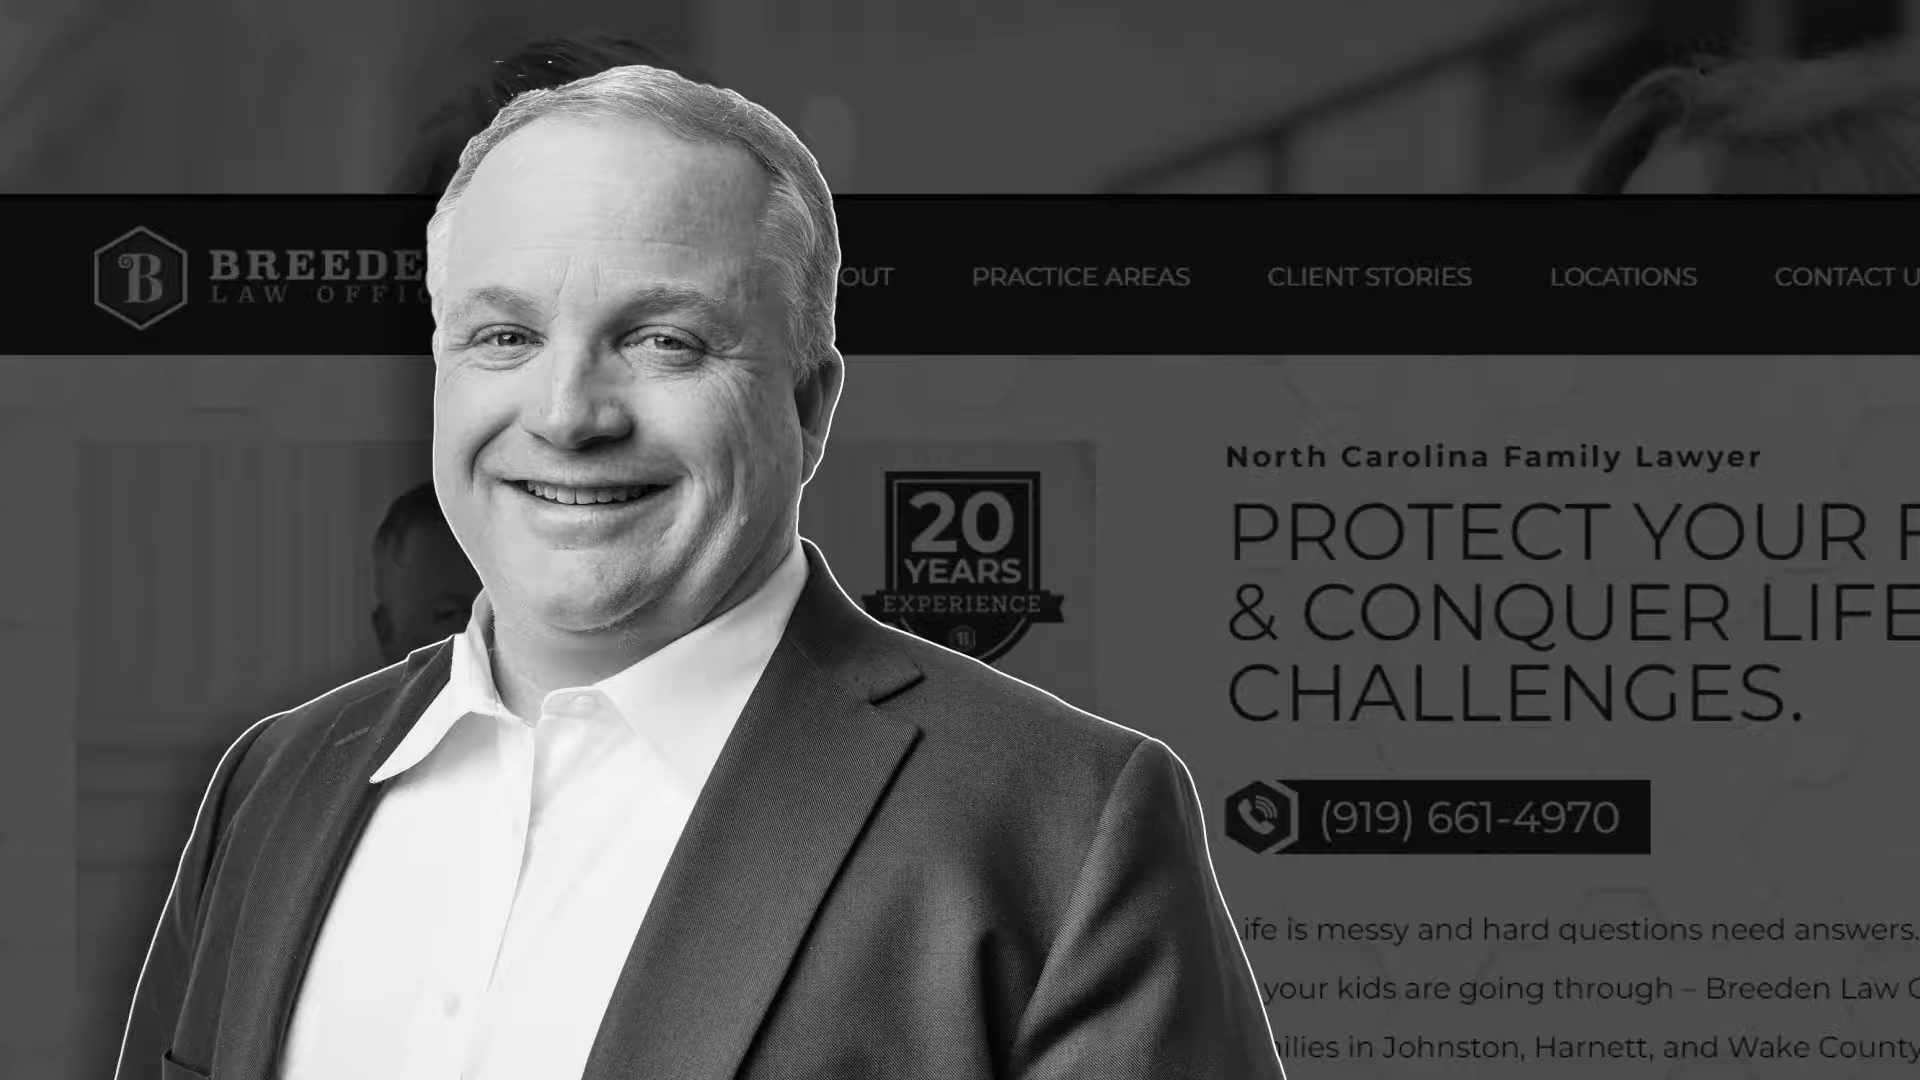 B
BREEDE
LAW OFFIC
OUT
PRACTICE AREAS
CLIENT STORIES
LOCATIONS
CONTACT U
20
YEARS
EXPERIENCE
B
North Carolina Family Lawyer
PROTECT YOUR F
& CONQUER LIFE
CHALLENGES.
(919) 661-4970
ife is messy and hard questions need answers.
your kids are going through – Breeden Law O
ilies in Johnston, Harnett, and Wake County